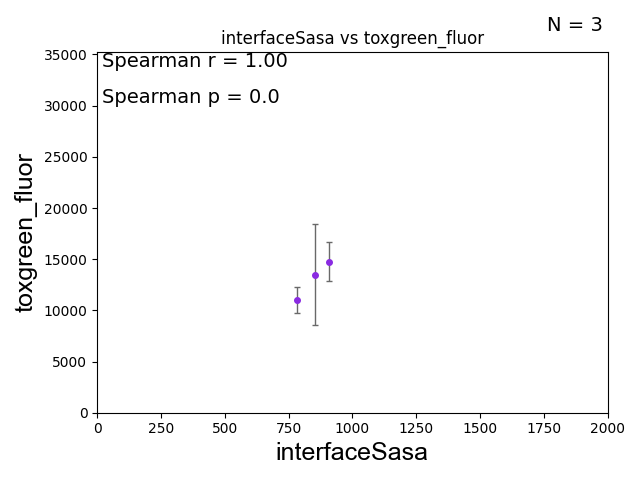 N = 3
interfaceSasa vs toxgreen_fluor
Spearman r = 1.00
Spearman p = 0.0
35000
30000
25000
20000
15000
10000
5000
0
toxgreen_fluor
0 250 500 750 1000 1250 1500 1750 2000
interfaceSasa